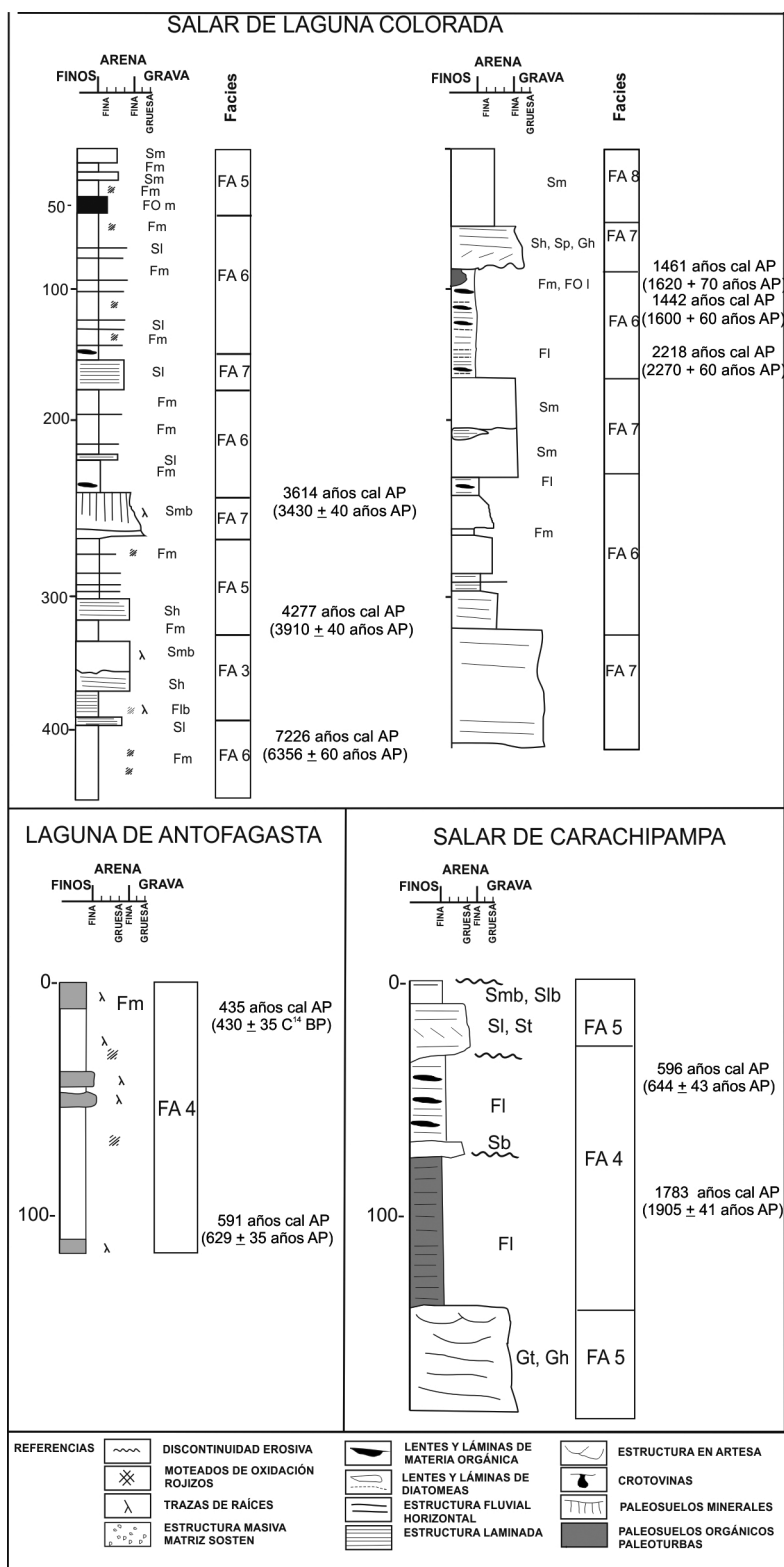 SALAR DE LAGUNA COLORADA
ARENA
FINOS GRAVA
FINA
FINA
GRUESA
Facies
50
100
200
300
400
Sm
Fm
Sm
Fm
FO m
Fm
Sl
Fm
Sl
Fm
Sl
Fm
Fm
Sl
Fm
Smb
Fm
Sh
Fm
Smb
Sh
Flb
Sl
Fm
FA 5
FA 6
FA 7
FA 6
FA 7
FA 5
FA 3
FA 6
3614 años cal AP
(3430 + 40 años AP)
4277 años cal AP
(3910 + 40 años AP)
7226 años cal AP
(6356 + 60 años AP)
ARENA
FINOS GRAVA
FINA
FINA
GRUESA
Facies
Sm
Sh, Sp, Gh
Fm, FO l
Fl
Sm
Sm
Fl
Fm
FA 8
FA 7
FA 6
FA 7
FA 6
FA 7
1461 años cal AP
(1620 + 70 años AP)
1442 años cal AP
(1600 + 60 años AP)
2218 años cal AP
(2270 + 60 años AP)
LAGUNA DE ANTOFAGASTA
ARENA
FINOS GRAVA
FINA
GRUESA
FINA
GRUESA
0-
100-
Fm
FA 4
435 años cal AP
(430 ± 35 C¹⁴ BP)
591 años cal AP
(629 ± 35 años AP)
SALAR DE CARACHIPAMPA
ARENA
FINOS GRAVA
FINA
GRUESA
FINA
GRUESA
0-
100-
Smb, Slb
Sl, St
Fl
Sb
Fl
Gt, Gh
FA 5
FA 4
FA 5
596 años cal AP
(644 ± 43 años AP)
1783 años cal AP
(1905 ± 41 años AP)
REFERENCIAS
DISCONTINUIDAD EROSIVA
MOTEADOS DE OXIDACIÓN
ROJIZOS
TRAZAS DE RAÍCES
ESTRUCTURA MASIVA
MATRIZ SOSTEN
LENTES Y LÁMINAS DE
MATERIA ORGÁNICA
LENTES Y LÁMINAS DE
DIATOMEAS
ESTRUCTURA FLUVIAL
HORIZONTAL
ESTRUCTURA LAMINADA
ESTRUCTURA EN ARTESA
CROTOVINAS
PALEOSUELOS MINERALES
PALEOSUELOS ORGÁNICOS
PALEOTURBAS